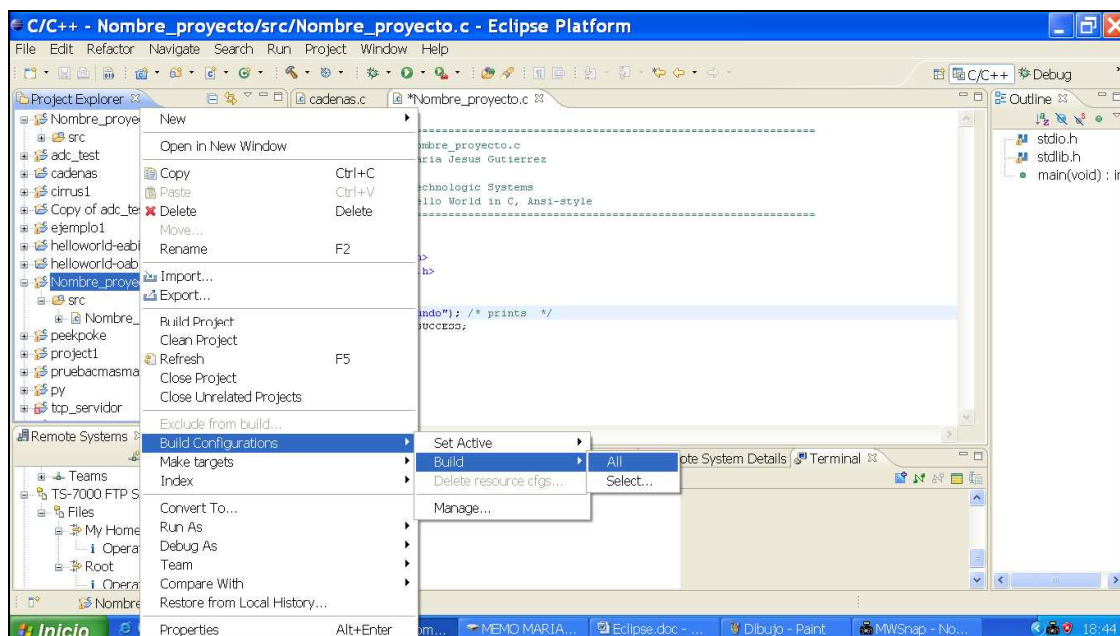 C/C++ - Nombre_proyecto/src/Nombre_proyecto.c - Eclipse Platform
File Edit Refactor Navigate Search Run Project Window Help
C/C++ Debug
Project Explorer
cadenas.c
*Nombre_proyecto.c
Outline
Nombre_proye
src
adc_test
cadenas
cirrus1
Copy of adc_te
ejemplo1
helloworld-eabi
helloworld-oab
Nombre_proye
src
Nombre_
peekpoke
project1
pruebacmasma
py
tcp_servidor
New
Open in New Window
Copy Ctrl+C
Paste Ctrl+V
Delete Delete
Move...
Rename F2
Import...
Export...
Build Project
Clean Project
Refresh F5
Close Project
Close Unrelated Projects
Exclude from build...
Build Configurations
Make targets
Index
Convert To...
Run As
Debug As
Team
Compare With
Restore from Local History...
Properties Alt+Enter
Set Active
Build
Delete resource cfgs...
Manage...
All
Select...
ombre_proyecto.c
aria Jesus Gutierrez
echnologic Systems
ello World in C, Ansi-style
h>
.h>
undo"); /* prints */
UCCESS;
stdio.h
stdlib.h
main(void) : in
Remote Systems
Teams
TS-7000 FTP S
Files
My Home
Opera
Root
Opera
ote System Details
Terminal
Nombre
Inicio
om...
MEMO MARIA...
Eclipse.doc - ...
Dibujo - Paint
MWSnap - No...
18:44